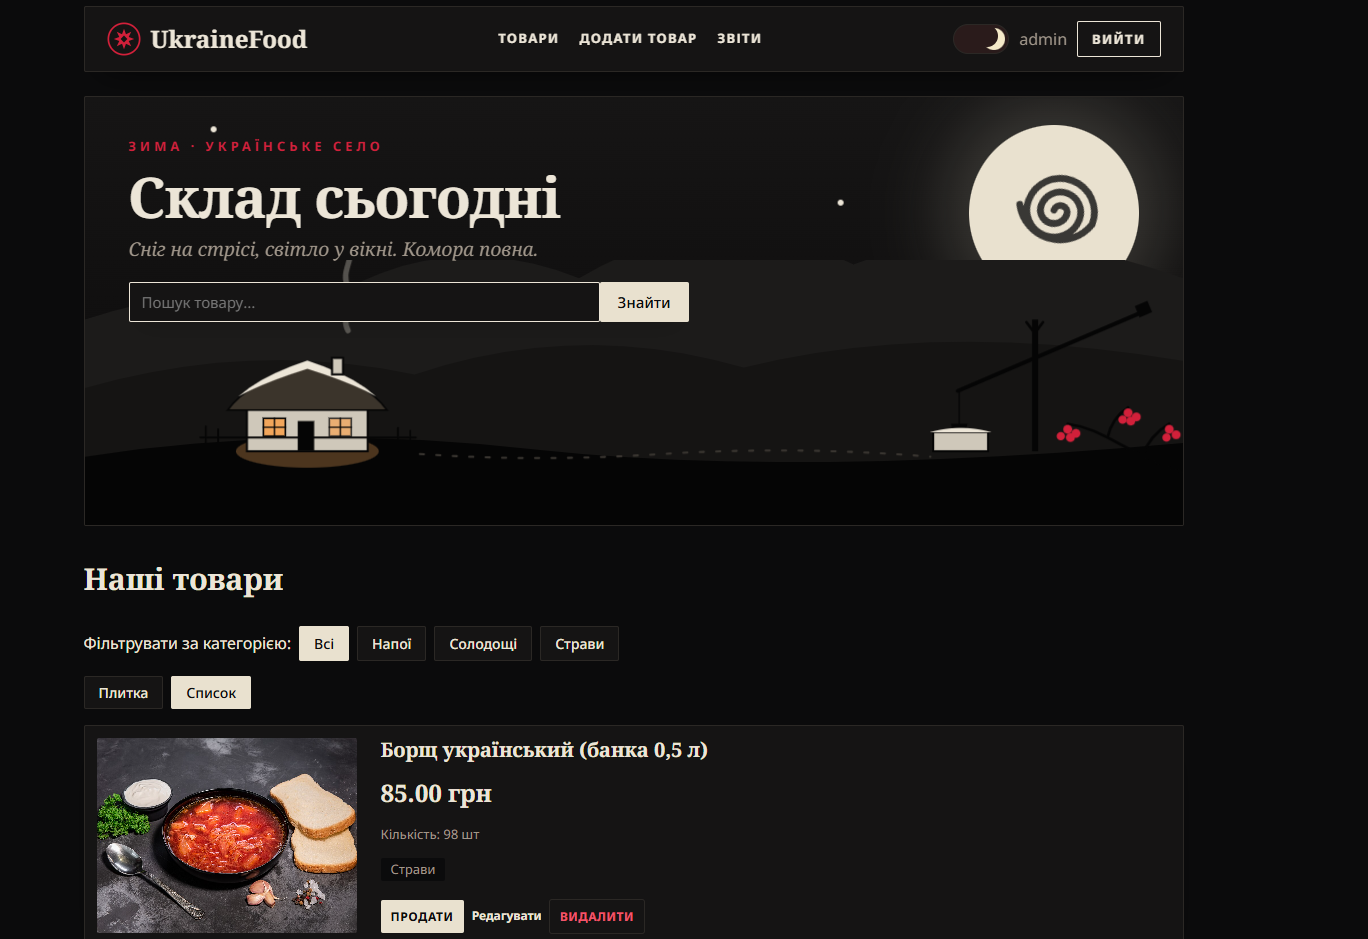 UkraineFood
ТОВАРИ ДОДАТИ ТОВАР ЗВІТИ
admin ВИЙТИ
ЗИМА · УКРАЇНСЬКЕ СЕЛО
Склад сьогодні
Сніг на стрісі, світло у вікні. Комора повна.
Пошук товару... Знайти
Наші товари
Фільтрувати за категорією: Всі Напої Солодощі Страви
Плитка Список
Борщ український (банка 0,5 л)
85.00 грн
Кількість: 98 шт
Страви
ПРОДАТИ Редагувати ВИДАЛИТИ